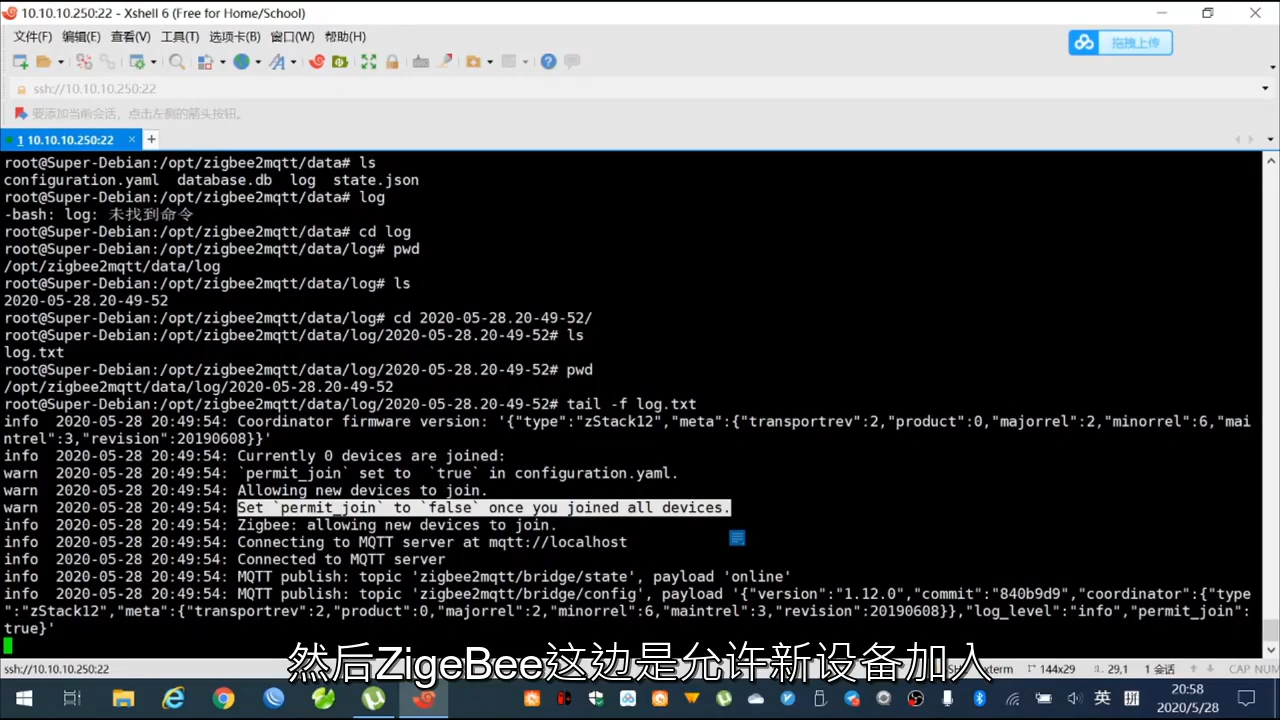 10.10.10.250:22 - Xshell 6 (Free for Home/School)
文件(F) 编辑(E) 查看(V) 工具(T) 选项卡(B) 窗口(W) 帮助(H)
拖拽上传
ssh://10.10.10.250:22
要添加当前会话，点击左侧的箭头按钮。
1 10.10.10.250:22 × +
root@Super-Debian:/opt/zigbee2mqtt/data# ls
configuration.yaml  database.db  log  state.json
root@Super-Debian:/opt/zigbee2mqtt/data# log
-bash: log: 未找到命令
root@Super-Debian:/opt/zigbee2mqtt/data# cd log
root@Super-Debian:/opt/zigbee2mqtt/data/log# pwd
/opt/zigbee2mqtt/data/log
root@Super-Debian:/opt/zigbee2mqtt/data/log# ls
2020-05-28.20-49-52
root@Super-Debian:/opt/zigbee2mqtt/data/log# cd 2020-05-28.20-49-52/
root@Super-Debian:/opt/zigbee2mqtt/data/log/2020-05-28.20-49-52# ls
log.txt
root@Super-Debian:/opt/zigbee2mqtt/data/log/2020-05-28.20-49-52# pwd
/opt/zigbee2mqtt/data/log/2020-05-28.20-49-52
root@Super-Debian:/opt/zigbee2mqtt/data/log/2020-05-28.20-49-52# tail -f log.txt
info  2020-05-28 20:49:54: Coordinator firmware version: '{"type":"zStack12","meta":{"transportrev":2,"product":0,"majorrel":2,"minorrel":6,"mai
ntrel":3,"revision":20190608}}'
info  2020-05-28 20:49:54: Currently 0 devices are joined:
warn  2020-05-28 20:49:54: `permit_join` set to  `true` in configuration.yaml.
warn  2020-05-28 20:49:54: Allowing new devices to join.
warn  2020-05-28 20:49:54: Set `permit_join` to `false` once you joined all devices.
info  2020-05-28 20:49:54: Zigbee: allowing new devices to join.
info  2020-05-28 20:49:54: Connecting to MQTT server at mqtt://localhost
info  2020-05-28 20:49:54: Connected to MQTT server
info  2020-05-28 20:49:54: MQTT publish: topic 'zigbee2mqtt/bridge/state', payload 'online'
info  2020-05-28 20:49:54: MQTT publish: topic 'zigbee2mqtt/bridge/config', payload '{"version":"1.12.0","commit":"840b9d9","coordinator":{"type
":"zStack12","meta":{"transportrev":2,"product":0,"majorrel":2,"minorrel":6,"maintrel":3,"revision":20190608}},"log_level":"info","permit_join":
true}'
然后ZigeBee这边是允许新设备加入
ssh://10.10.10.250:22 xterm 144x29 29,1 1 会话 CAP NUM
英 拼 20:58
2020/5/28